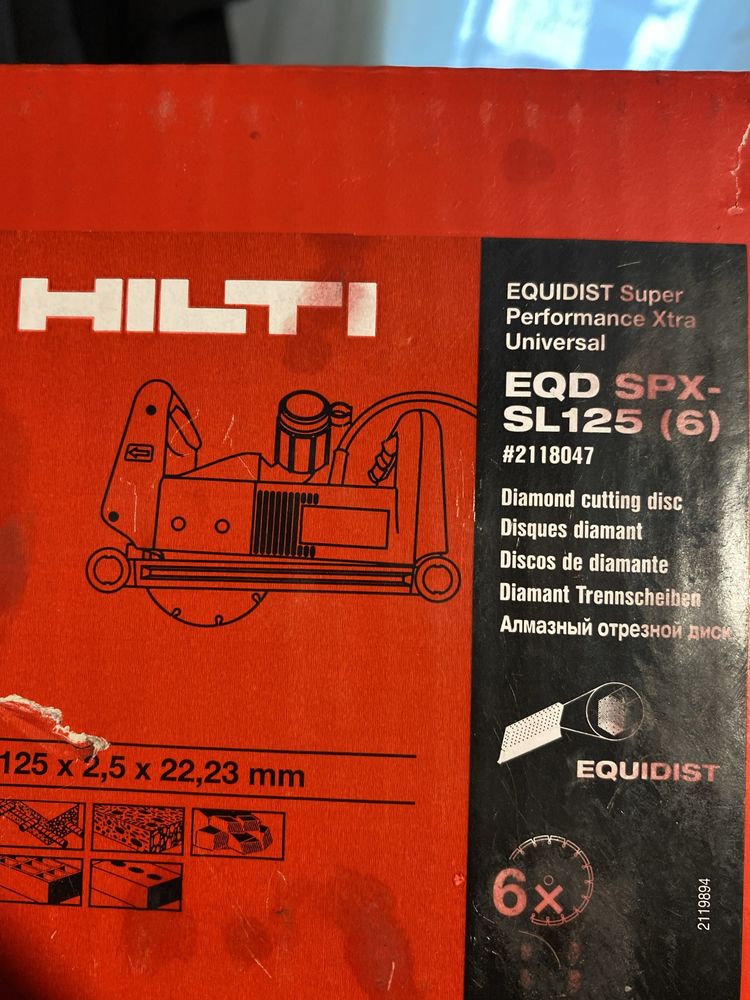 HILTI
EQUIDIST Super
Performance Xtra
Universal
EQD SPX-
SL125 (6)
#2118047
Diamond cutting disc
Disques diamant
Discos de diamante
Diamant Trennscheiben
Алмазный отрезной диск
EQUIDIST
125 x 2,5 x 22,23 mm
6x
2119894